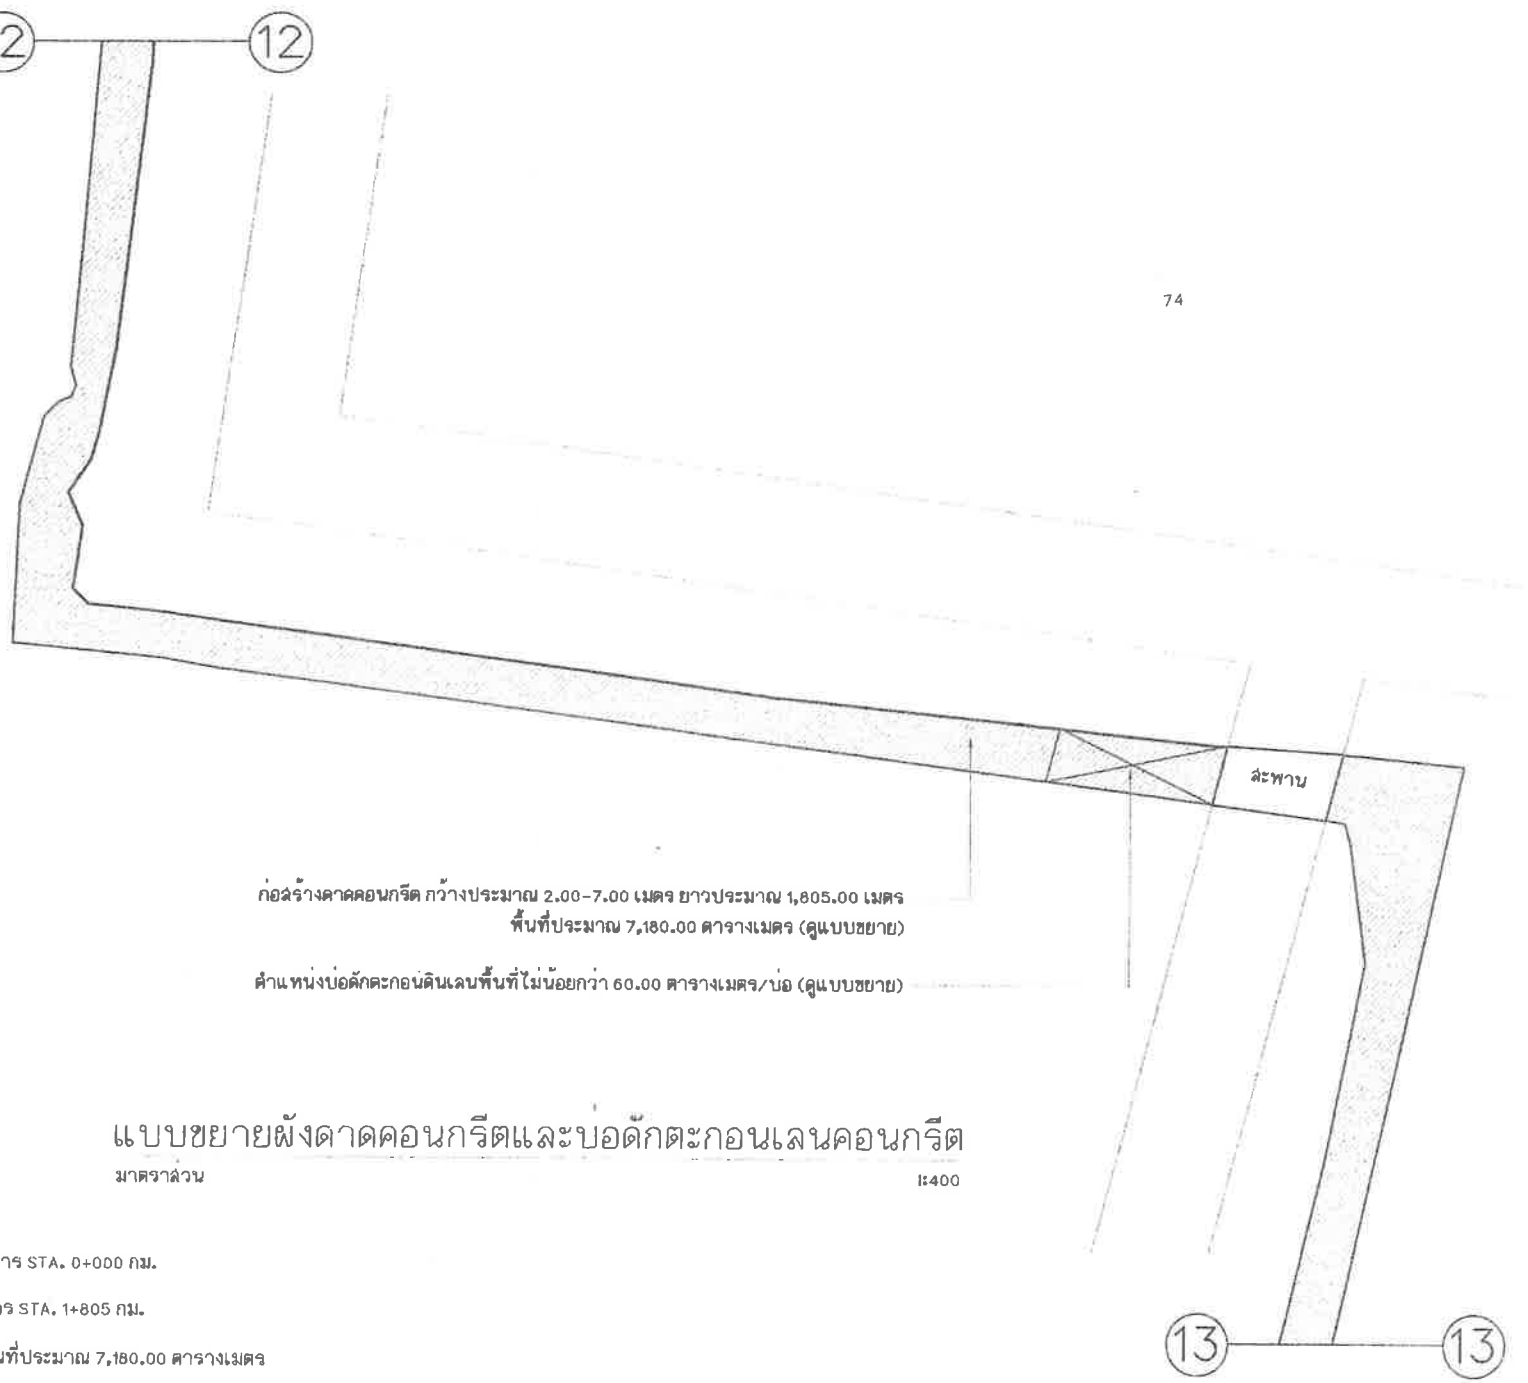 2 12
74
สะพาน
ก่อสร้างดาดคอนกรีต กว้างประมาณ 2.00-7.00 เมตร ยาวประมาณ 1,805.00 เมตร
พื้นที่ประมาณ 7,180.00 ตารางเมตร (ดูแบบขยาย)
ตำแหน่งบ่อดักตะกอนดินเลนพื้นที่ไม่น้อยกว่า 60.00 ตารางเมตร/บ่อ (ดูแบบขยาย)
แบบขยายผังดาดคอนกรีตและบ่อดักตะกอนเลนคอนกรีต
มาตราส่วน 1:400
าร STA. 0+000 กม.
าร STA. 1+805 กม.
นที่ประมาณ 7,180.00 ตารางเมตร
13 13